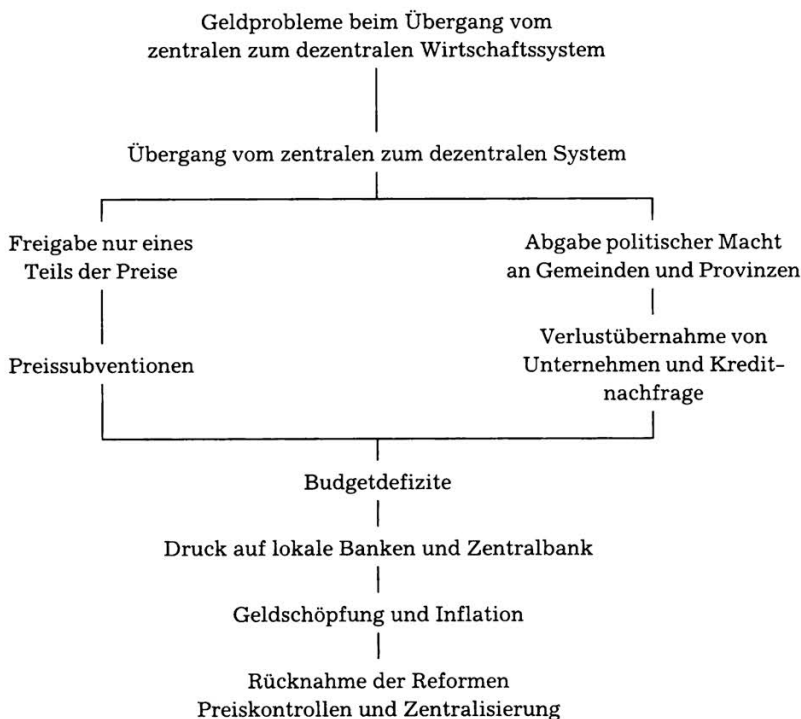 Geldprobleme beim Übergang vom
zentralen zum dezentralen Wirtschaftssystem
Übergang vom zentralen zum dezentralen System
Freigabe nur eines
Teils der Preise
Preissubventionen
Abgabe politischer Macht
an Gemeinden und Provinzen
Verlustübernahme von
Unternehmen und Kredit-
nachfrage
Budgetdefizite
Druck auf lokale Banken und Zentralbank
Geldschöpfung und Inflation
Rücknahme der Reformen
Preiskontrollen und Zentralisierung